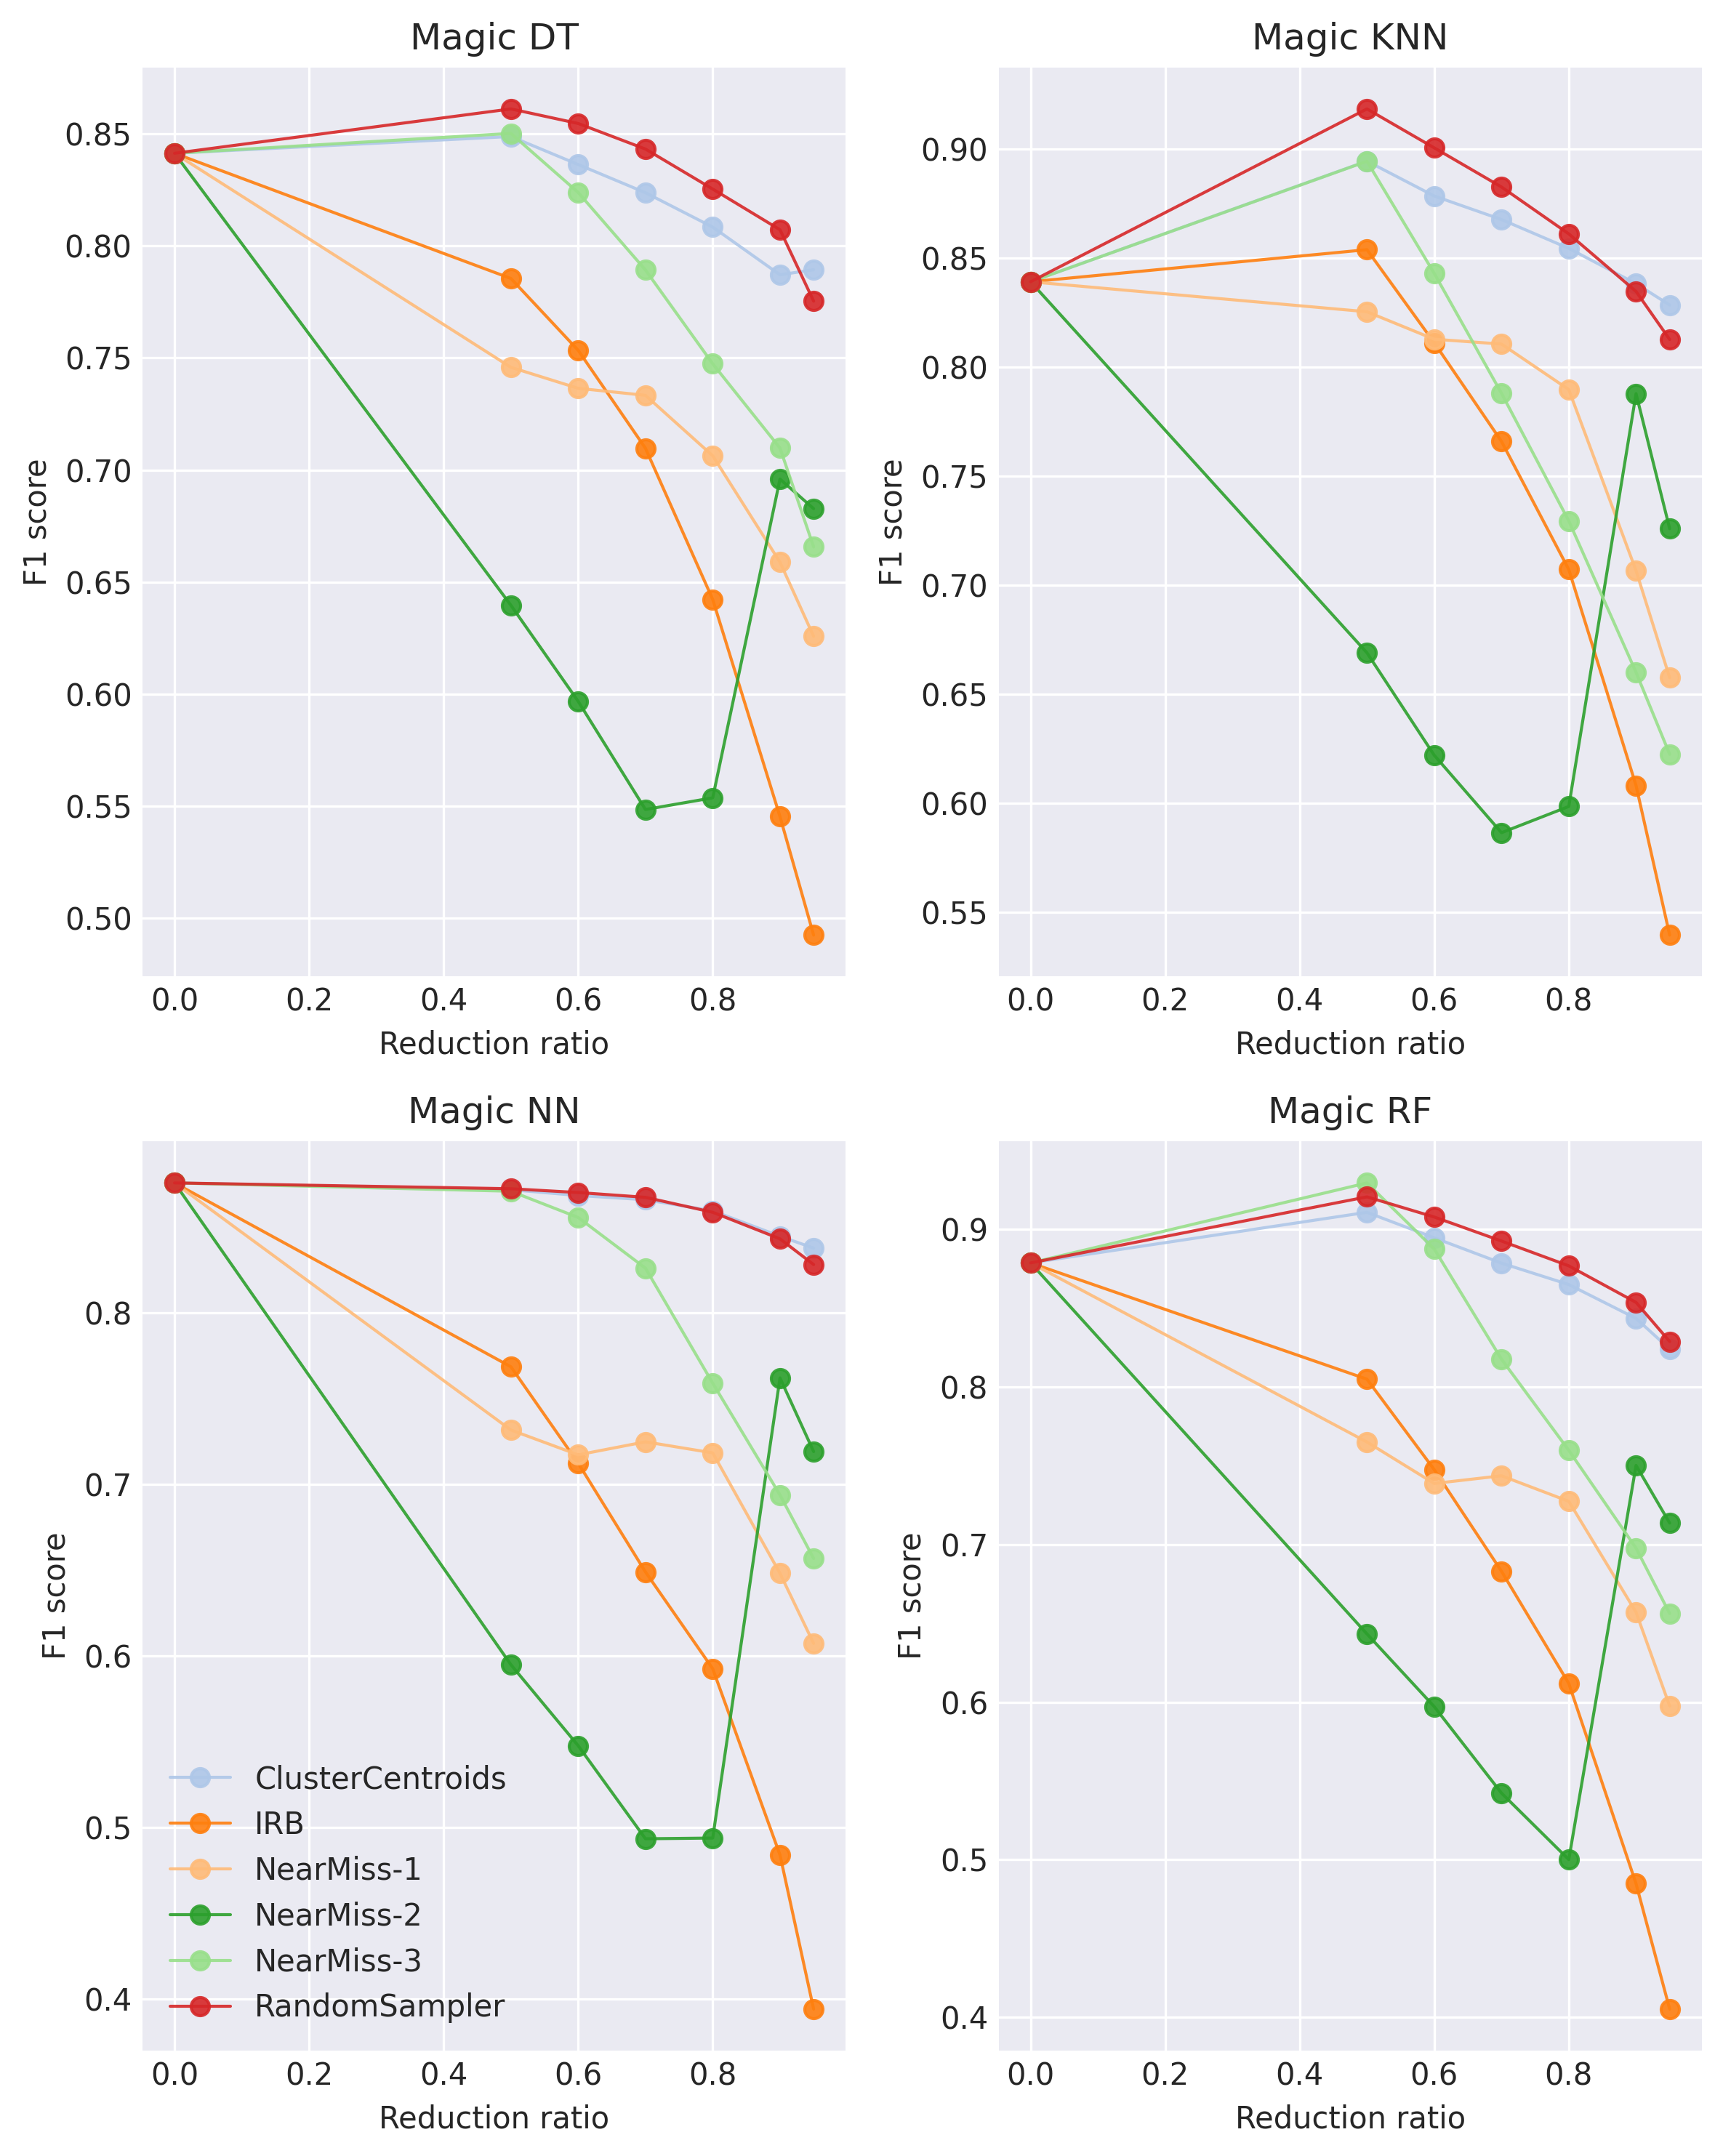 Magic DT
F1 score
0.85
0.80
0.75
0.70
0.65
0.60
0.55
0.50
0.0 0.2 0.4 0.6 0.8
Reduction ratio
Magic KNN
F1 score
0.90
0.85
0.80
0.75
0.70
0.65
0.60
0.55
0.0 0.2 0.4 0.6 0.8
Reduction ratio
Magic NN
F1 score
0.8
0.7
0.6
0.5
0.4
ClusterCentroids
IRB
NearMiss-1
NearMiss-2
NearMiss-3
RandomSampler
0.0 0.2 0.4 0.6 0.8
Reduction ratio
Magic RF
F1 score
0.9
0.8
0.7
0.6
0.5
0.4
0.0 0.2 0.4 0.6 0.8
Reduction ratio